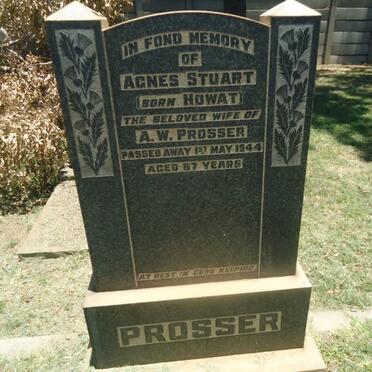 IN FOND MEMORY
OF
AGNES STUART
(BORN HOWAT)
THE BELOVED WIFE OF
A.W. PROSSER
PASSED AWAY 1ST MAY 1944
AGED 67 YEARS
AT REST, IN GODS KEEPING
PROSSER